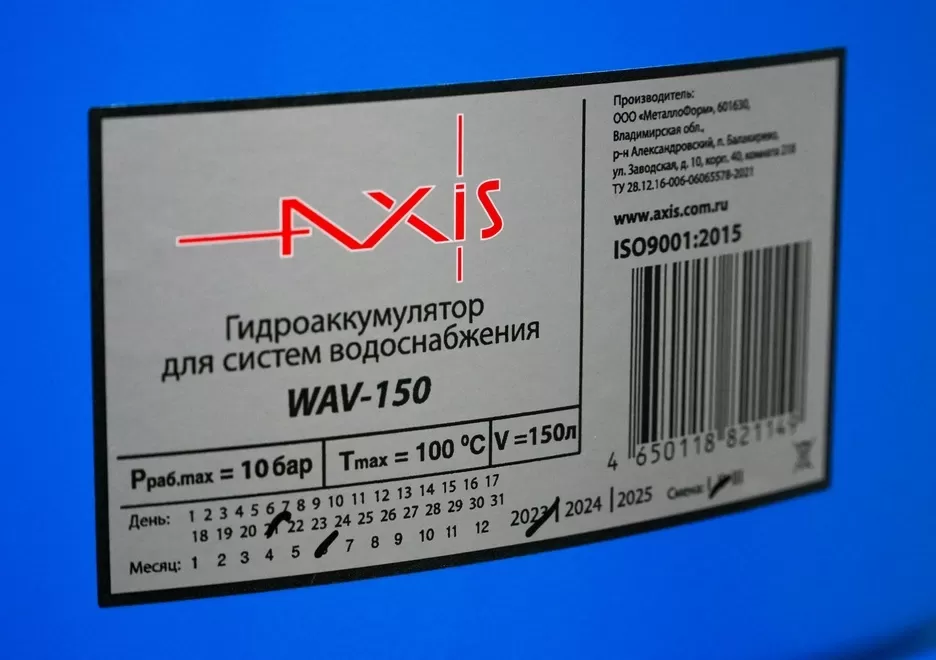 AXIS
Гидроаккумулятор
для систем водоснабжения
WAV-150
Pраб.max = 10 бар
Tmax = 100 ºC
V =150л
День: 1 2 3 4 5 6 7 8 9 10 11 12 13 14 15 16 17
18 19 20 22 23 24 25 26 27 28 29 30 31
Месяц: 1 2 3 4 5 7 8 9 10 11 12
2023 | 2024 | 2025
Смена: I III
Производитель:
ООО «МеталлоФорм», 601630,
Владимирская обл.,
р-н Александровский, п. Балакирево,
ул. Заводская, д. 10, корп. 40, комната 208
ТУ 28.12.16-006-06065578-2021
www.axis.com.ru
ISO9001:2015
4 650118 821149